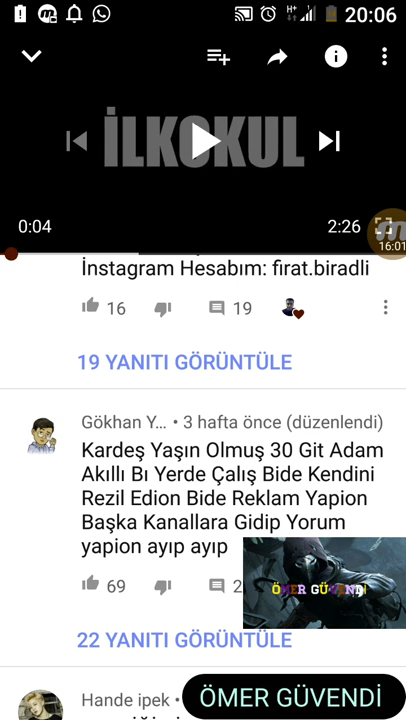 20:06
İLKOKUL
0:04
2:26
16:01
İnstagram Hesabım: firat.biradli
16
19
19 YANITI GÖRÜNTÜLE
Gökhan Y... • 3 hafta önce (düzenlendi)
Kardeş Yaşın Olmuş 30 Git Adam
Akıllı Bı Yerde Çalış Bide Kendini
Rezil Edion Bide Reklam Yapion
Başka Kanallara Gidip Yorum
yapion ayıp ayıp
69
ÖMER GÜVENDİ
22 YANITI GÖRÜNTÜLE
Hande ipek •
ÖMER GÜVENDİ